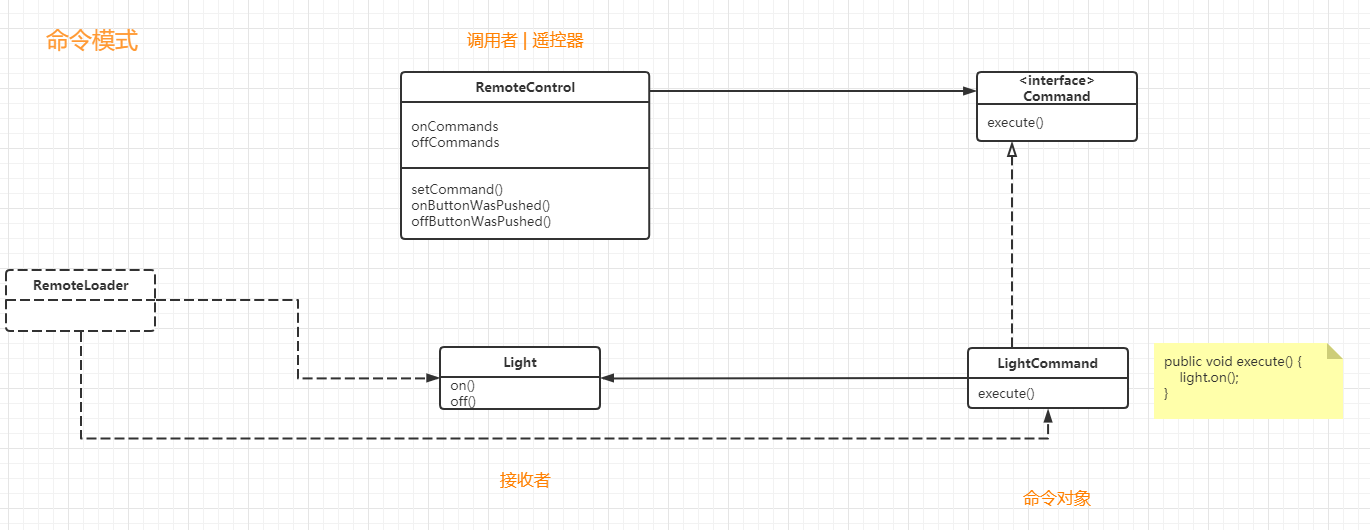 命令模式
调用者 | 遥控器
RemoteControl
onCommands
offCommands
setCommand()
onButtonWasPushed()
offButtonWasPushed()
<interface>
Command
execute()
RemoteLoader
Light
on()
off()
LightCommand
execute()
public void execute() {
light.on();
}
接收者
命令对象